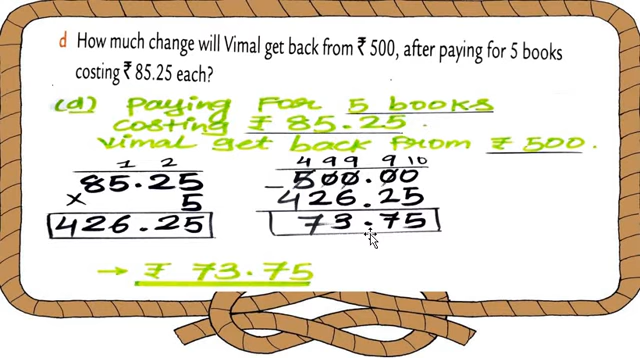 d How much change will Vimal get back from ₹ 500, after paying for 5 books
costing ₹ 85.25 each?
(d) Paying For 5 books
costing ₹ 85.25.
Vimal get back from ₹ 500.
1 2
85.25
× 5
426.25
4 9 9 9 10
500.00
- 426.25
73.75
→ ₹ 73.75